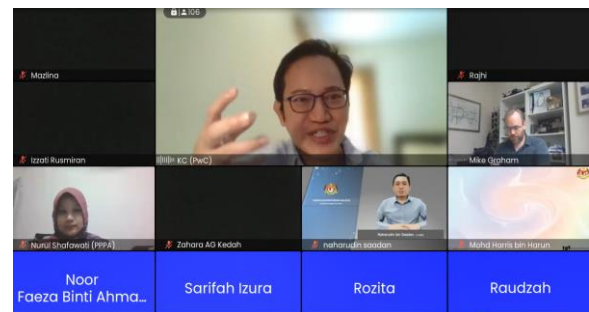 106
Mazlina
Rajhi
Izzati Rusmiran
KC (PwC)
Mike Graham
Nurul Shafawati (PPPA)
Zahara AG Kedah
naharudin saadan
Mohd Harris bin Harun
Noor
Faeza Binti Ahma...
Sarifah Izura
Rozita
Raudzah